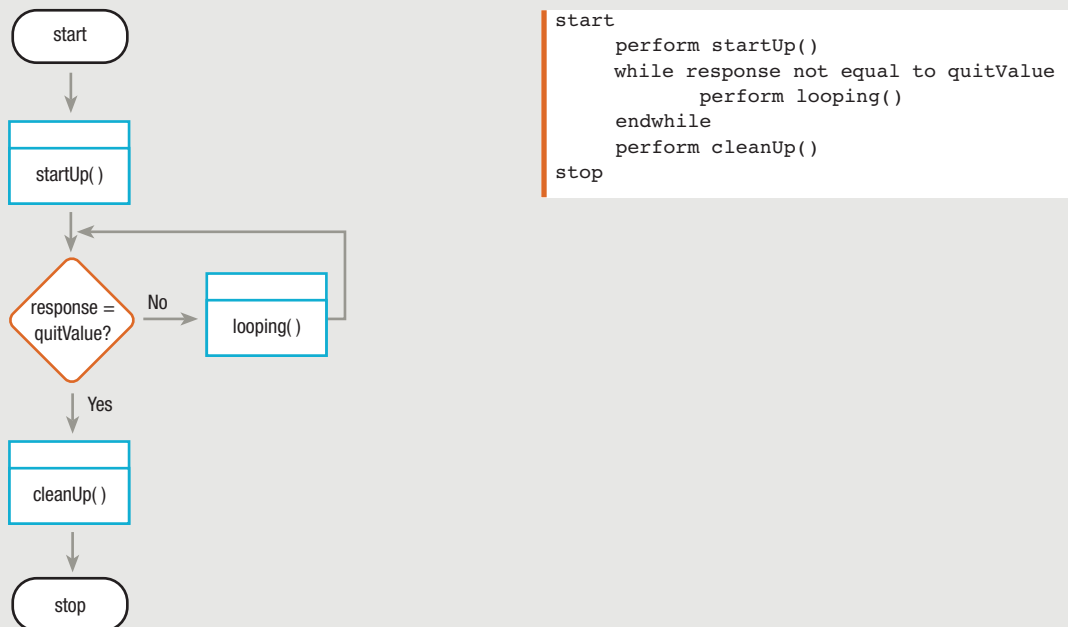 start
startUp( )
response =
quitValue?
No
looping( )
Yes
cleanUp( )
stop
start
perform startUp()
while response not equal to quitValue
perform looping()
endwhile
perform cleanUp()
stop